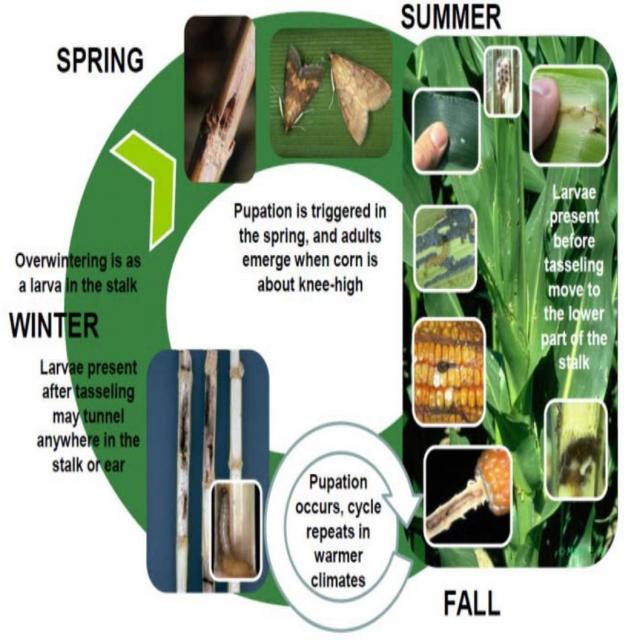 SUMMER
SPRING
Pupation is triggered in
the spring, and adults
emerge when corn is
about knee-high
Larvae
present
before
tasseling
move to
the lower
part of the
stalk
Overwintering is as
a larva in the stalk
WINTER
Larvae present
after tasseling
may tunnel
anywhere in the
stalk or ear
Pupation
occurs, cycle
repeats in
warmer
climates
FALL